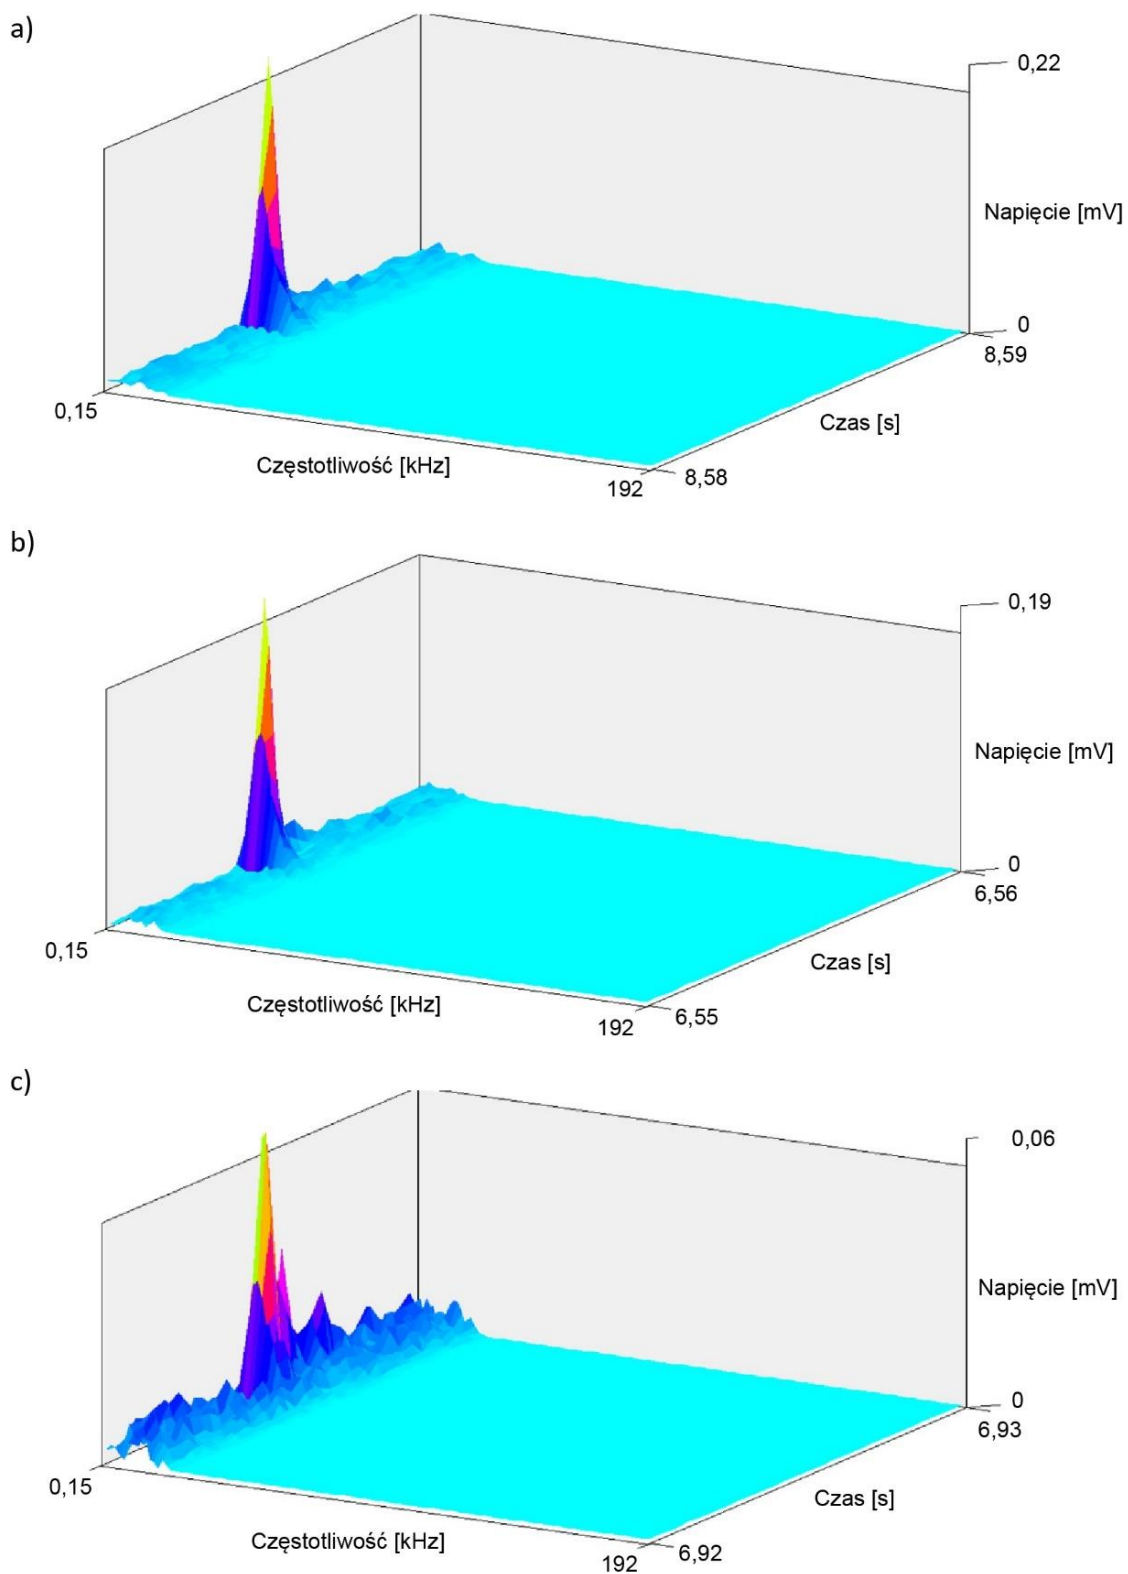 a)
0,22
Napięcie [mV]
0
8,59
0,15
Czas [s]
Częstotliwość [kHz]
192
8,58
b)
0,19
Napięcie [mV]
0
6,56
0,15
Czas [s]
Częstotliwość [kHz]
192
6,55
c)
0,06
Napięcie [mV]
0
6,93
0,15
Czas [s]
Częstotliwość [kHz]
192
6,92